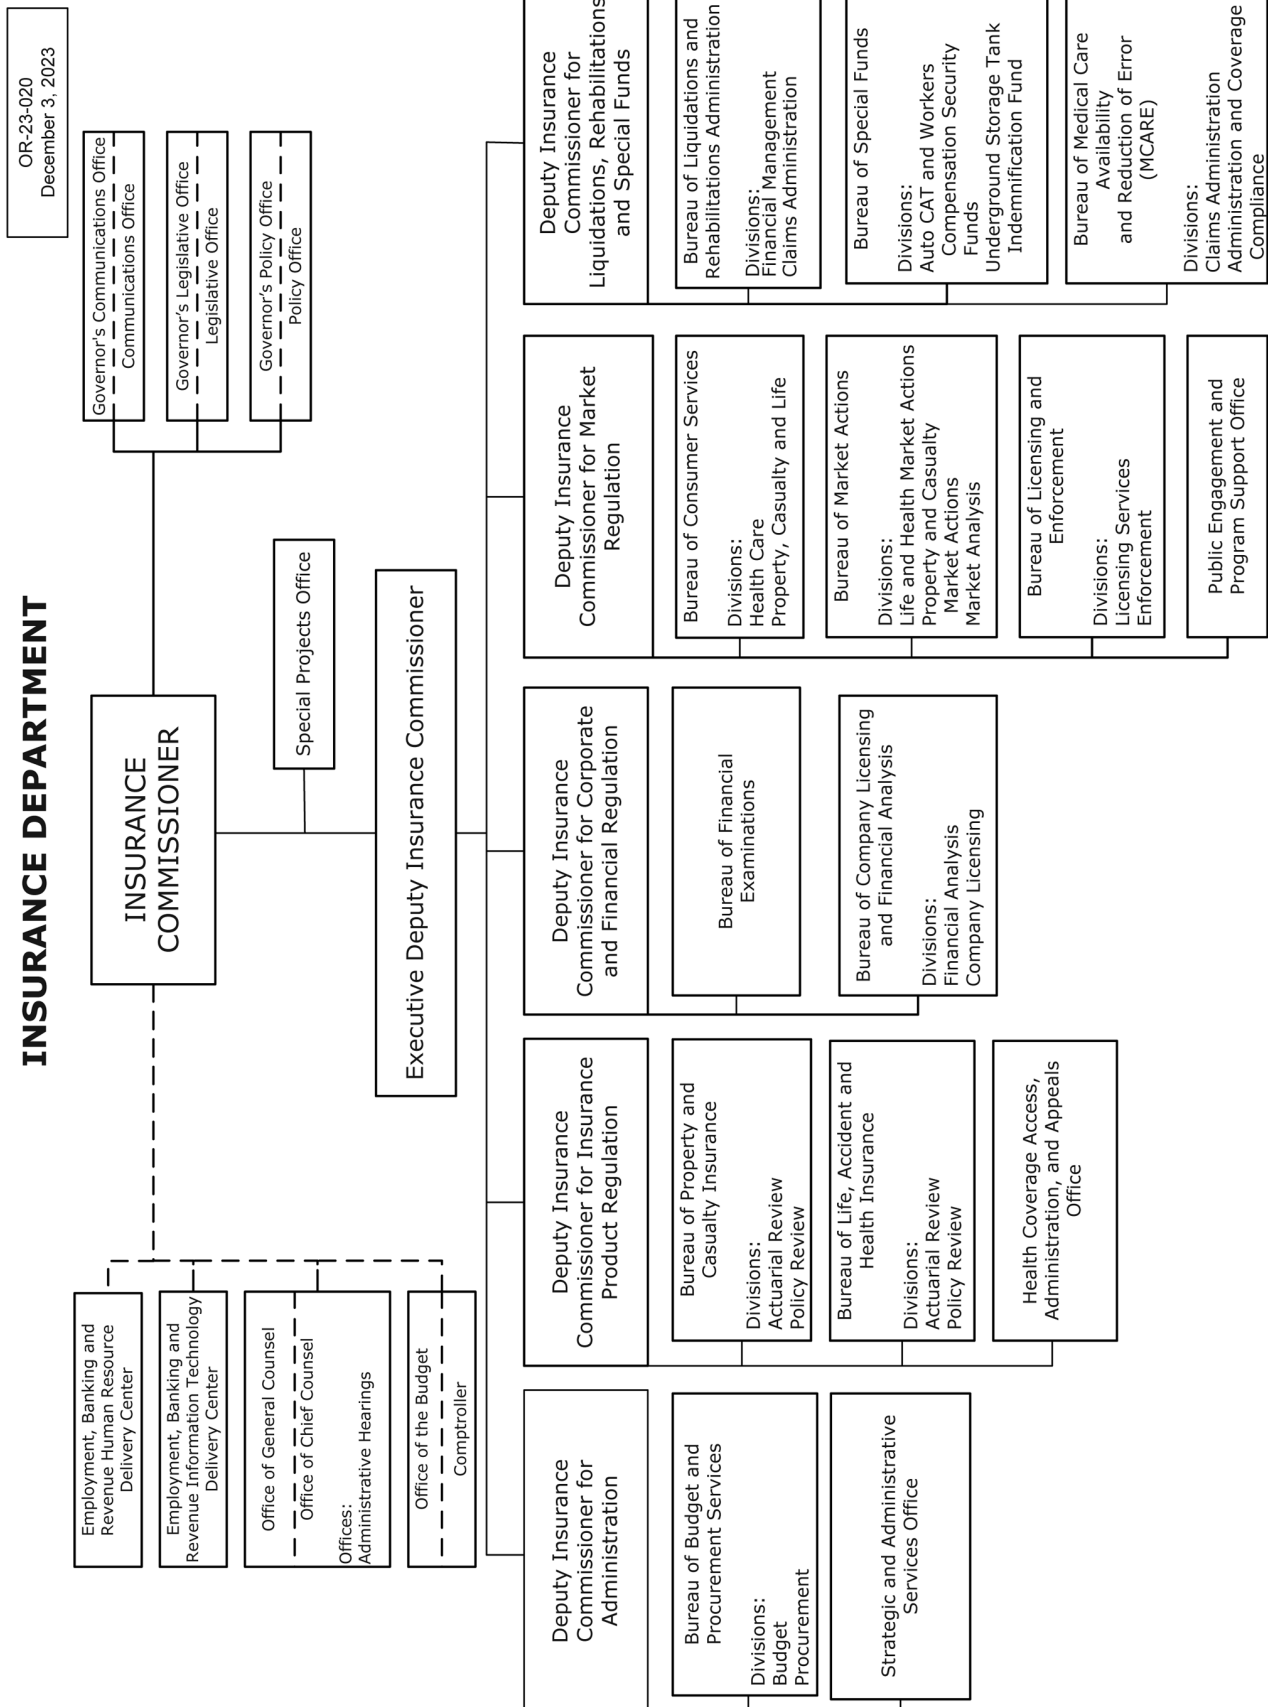 OR-23-020
December 3, 2023
INSURANCE DEPARTMENT
INSURANCE
COMMISSIONER
Governor's Communications Office
Communications Office
Governor's Legislative Office
Legislative Office
Governor's Policy Office
Policy Office
Employment, Banking and
Revenue Human Resource
Delivery Center
Employment, Banking and
Revenue Information Technology
Delivery Center
Office of General Counsel
Office of Chief Counsel
Offices:
Administrative Hearings
Office of the Budget
Comptroller
Special Projects Office
Executive Deputy Insurance Commissioner
Deputy Insurance
Commissioner for
Administration
Bureau of Budget and
Procurement Services
Divisions:
Budget
Procurement
Strategic and Administrative
Services Office
Deputy Insurance
Commissioner for Insurance
Product Regulation
Bureau of Property and
Casualty Insurance
Divisions:
Actuarial Review
Policy Review
Bureau of Life, Accident and
Health Insurance
Divisions:
Actuarial Review
Policy Review
Health Coverage Access,
Administration, and Appeals
Office
Deputy Insurance
Commissioner for Corporate
and Financial Regulation
Bureau of Financial
Examinations
Bureau of Company Licensing
and Financial Analysis
Divisions:
Financial Analysis
Company Licensing
Deputy Insurance
Commissioner for Market
Regulation
Bureau of Consumer Services
Divisions:
Health Care
Property, Casualty and Life
Bureau of Market Actions
Divisions:
Life and Health Market Actions
Property and Casualty
Market Actions
Market Analysis
Bureau of Licensing and
Enforcement
Divisions:
Licensing Services
Enforcement
Public Engagement and
Program Support Office
Deputy Insurance
Commissioner for
Liquidations, Rehabilitations
and Special Funds
Bureau of Liquidations and
Rehabilitations Administration
Divisions:
Financial Management
Claims Administration
Bureau of Special Funds
Divisions:
Auto CAT and Workers
Compensation Security
Funds
Underground Storage Tank
Indemnification Fund
Bureau of Medical Care
Availability
and Reduction of Error
(MCARE)
Divisions:
Claims Administration
Administration and Coverage
Compliance